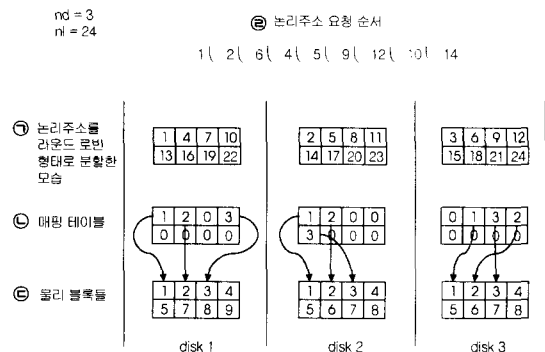 nd = 3
nl = 24
㉣ 논리주소 요청 순서
1( 2( 6( 4( 5( 9( 12( 10( 14
㉠ 논리주소를
라운드 로빈
형태로 분할한
모습
1 4 7 10
13 16 19 22
2 5 8 11
14 17 20 23
3 6 9 12
15 18 21 24
㉡ 매핑 테이블
1 2 0 3
0 0 0 0
1 2 0 0
3 0 0 0
0 1 3 2
0 0 0 0
㉢ 물리 블록들
1 2 3 4
5 7 8 9
1 2 3 4
5 6 7 8
1 2 3 4
5 6 7 8
disk 1
disk 2
disk 3